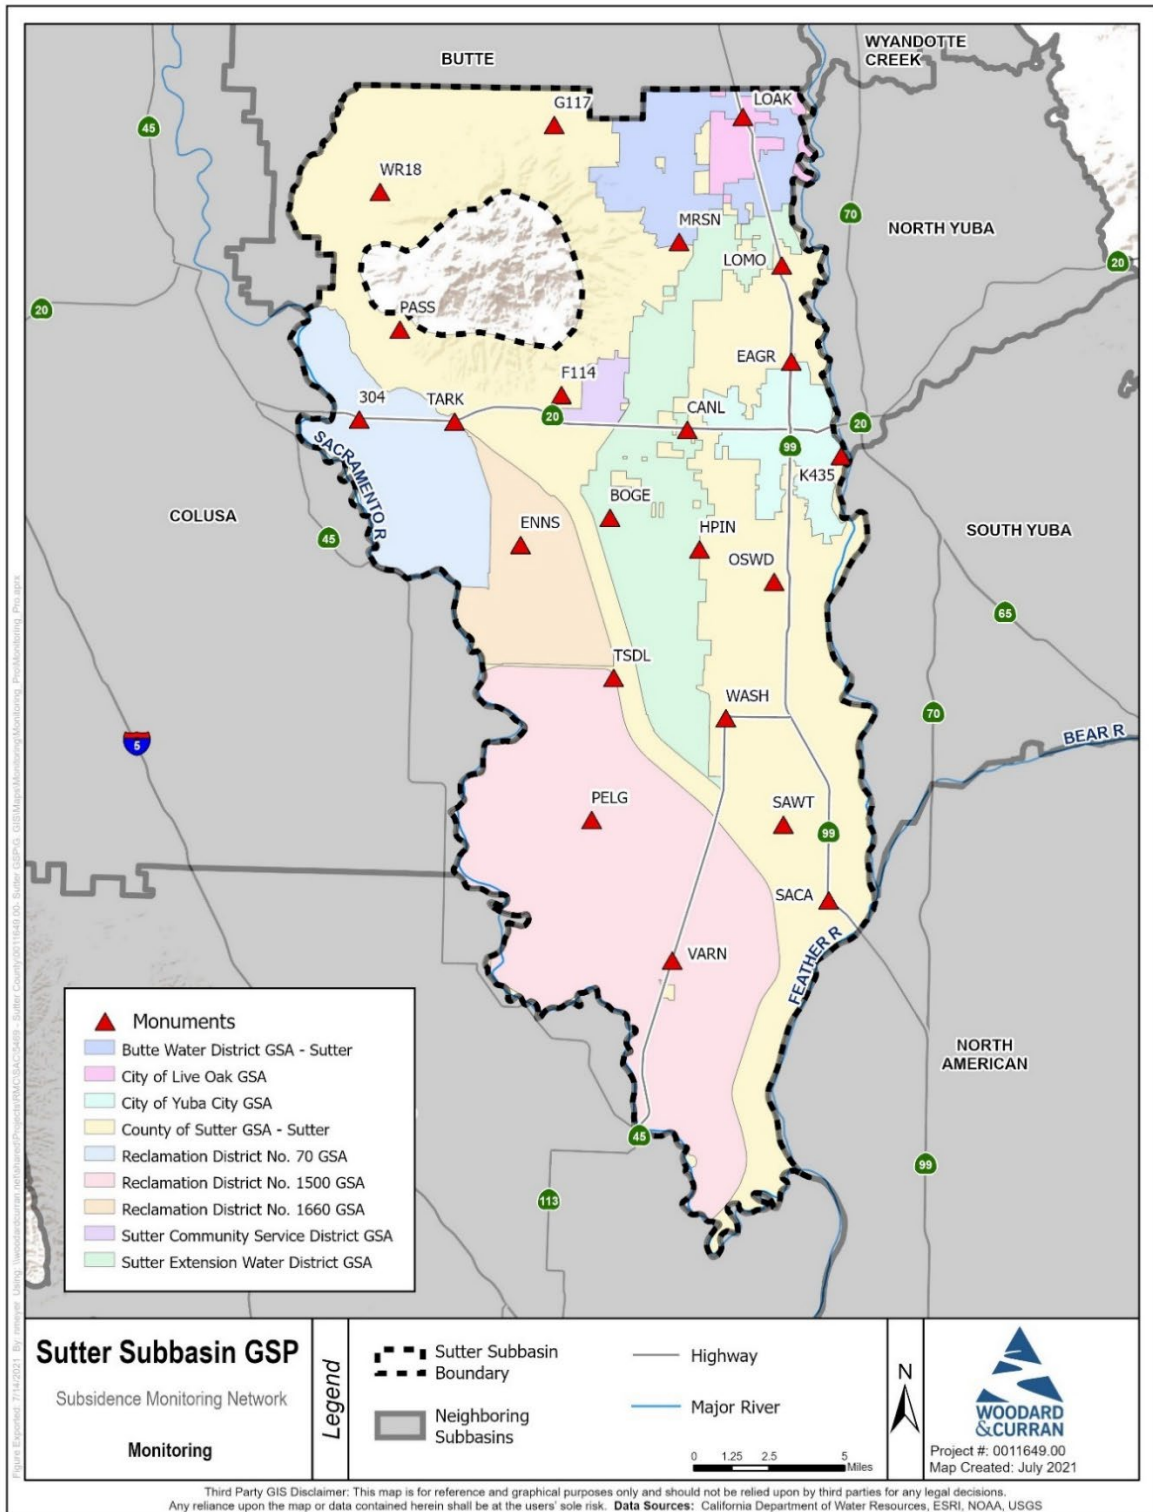 BUTTE
WYANDOTTE
CREEK
LOAK
G117
45
WR18
70
NORTH YUBA
MRSN
LOMO
20
20
PASS
EAGR
F114
304
TARK
CANL
20
20
99
SACRAMENTO R
K435
COLUSA
BOGE
ENNS
HPIN
SOUTH YUBA
45
OSWD
65
TSDL
WASH
70
5
BEAR R
PELG
SAWT
99
SACA
FEATHER R
VARN
NORTH
AMERICAN
45
99
113
Monuments
Butte Water District GSA - Sutter
City of Live Oak GSA
City of Yuba City GSA
County of Sutter GSA - Sutter
Reclamation District No. 70 GSA
Reclamation District No. 1500 GSA
Reclamation District No. 1660 GSA
Sutter Community Service District GSA
Sutter Extension Water District GSA
Sutter Subbasin GSP
Subsidence Monitoring Network
Monitoring
Legend
Sutter Subbasin
Boundary
Neighboring
Subbasins
Highway
Major River
0 1.25 2.5 5
Miles
N
WOODARD
&CURRAN
Project #: 0011649.00
Map Created: July 2021
Third Party GIS Disclaimer: This map is for reference and graphical purposes only and should not be relied upon by third parties for any legal decisions.
Any reliance upon the map or data contained herein shall be at the users' sole risk. Data Sources: California Department of Water Resources, ESRI, NOAA, USGS
Figure Exported: 7/14/2021 By: nmeyer Using: